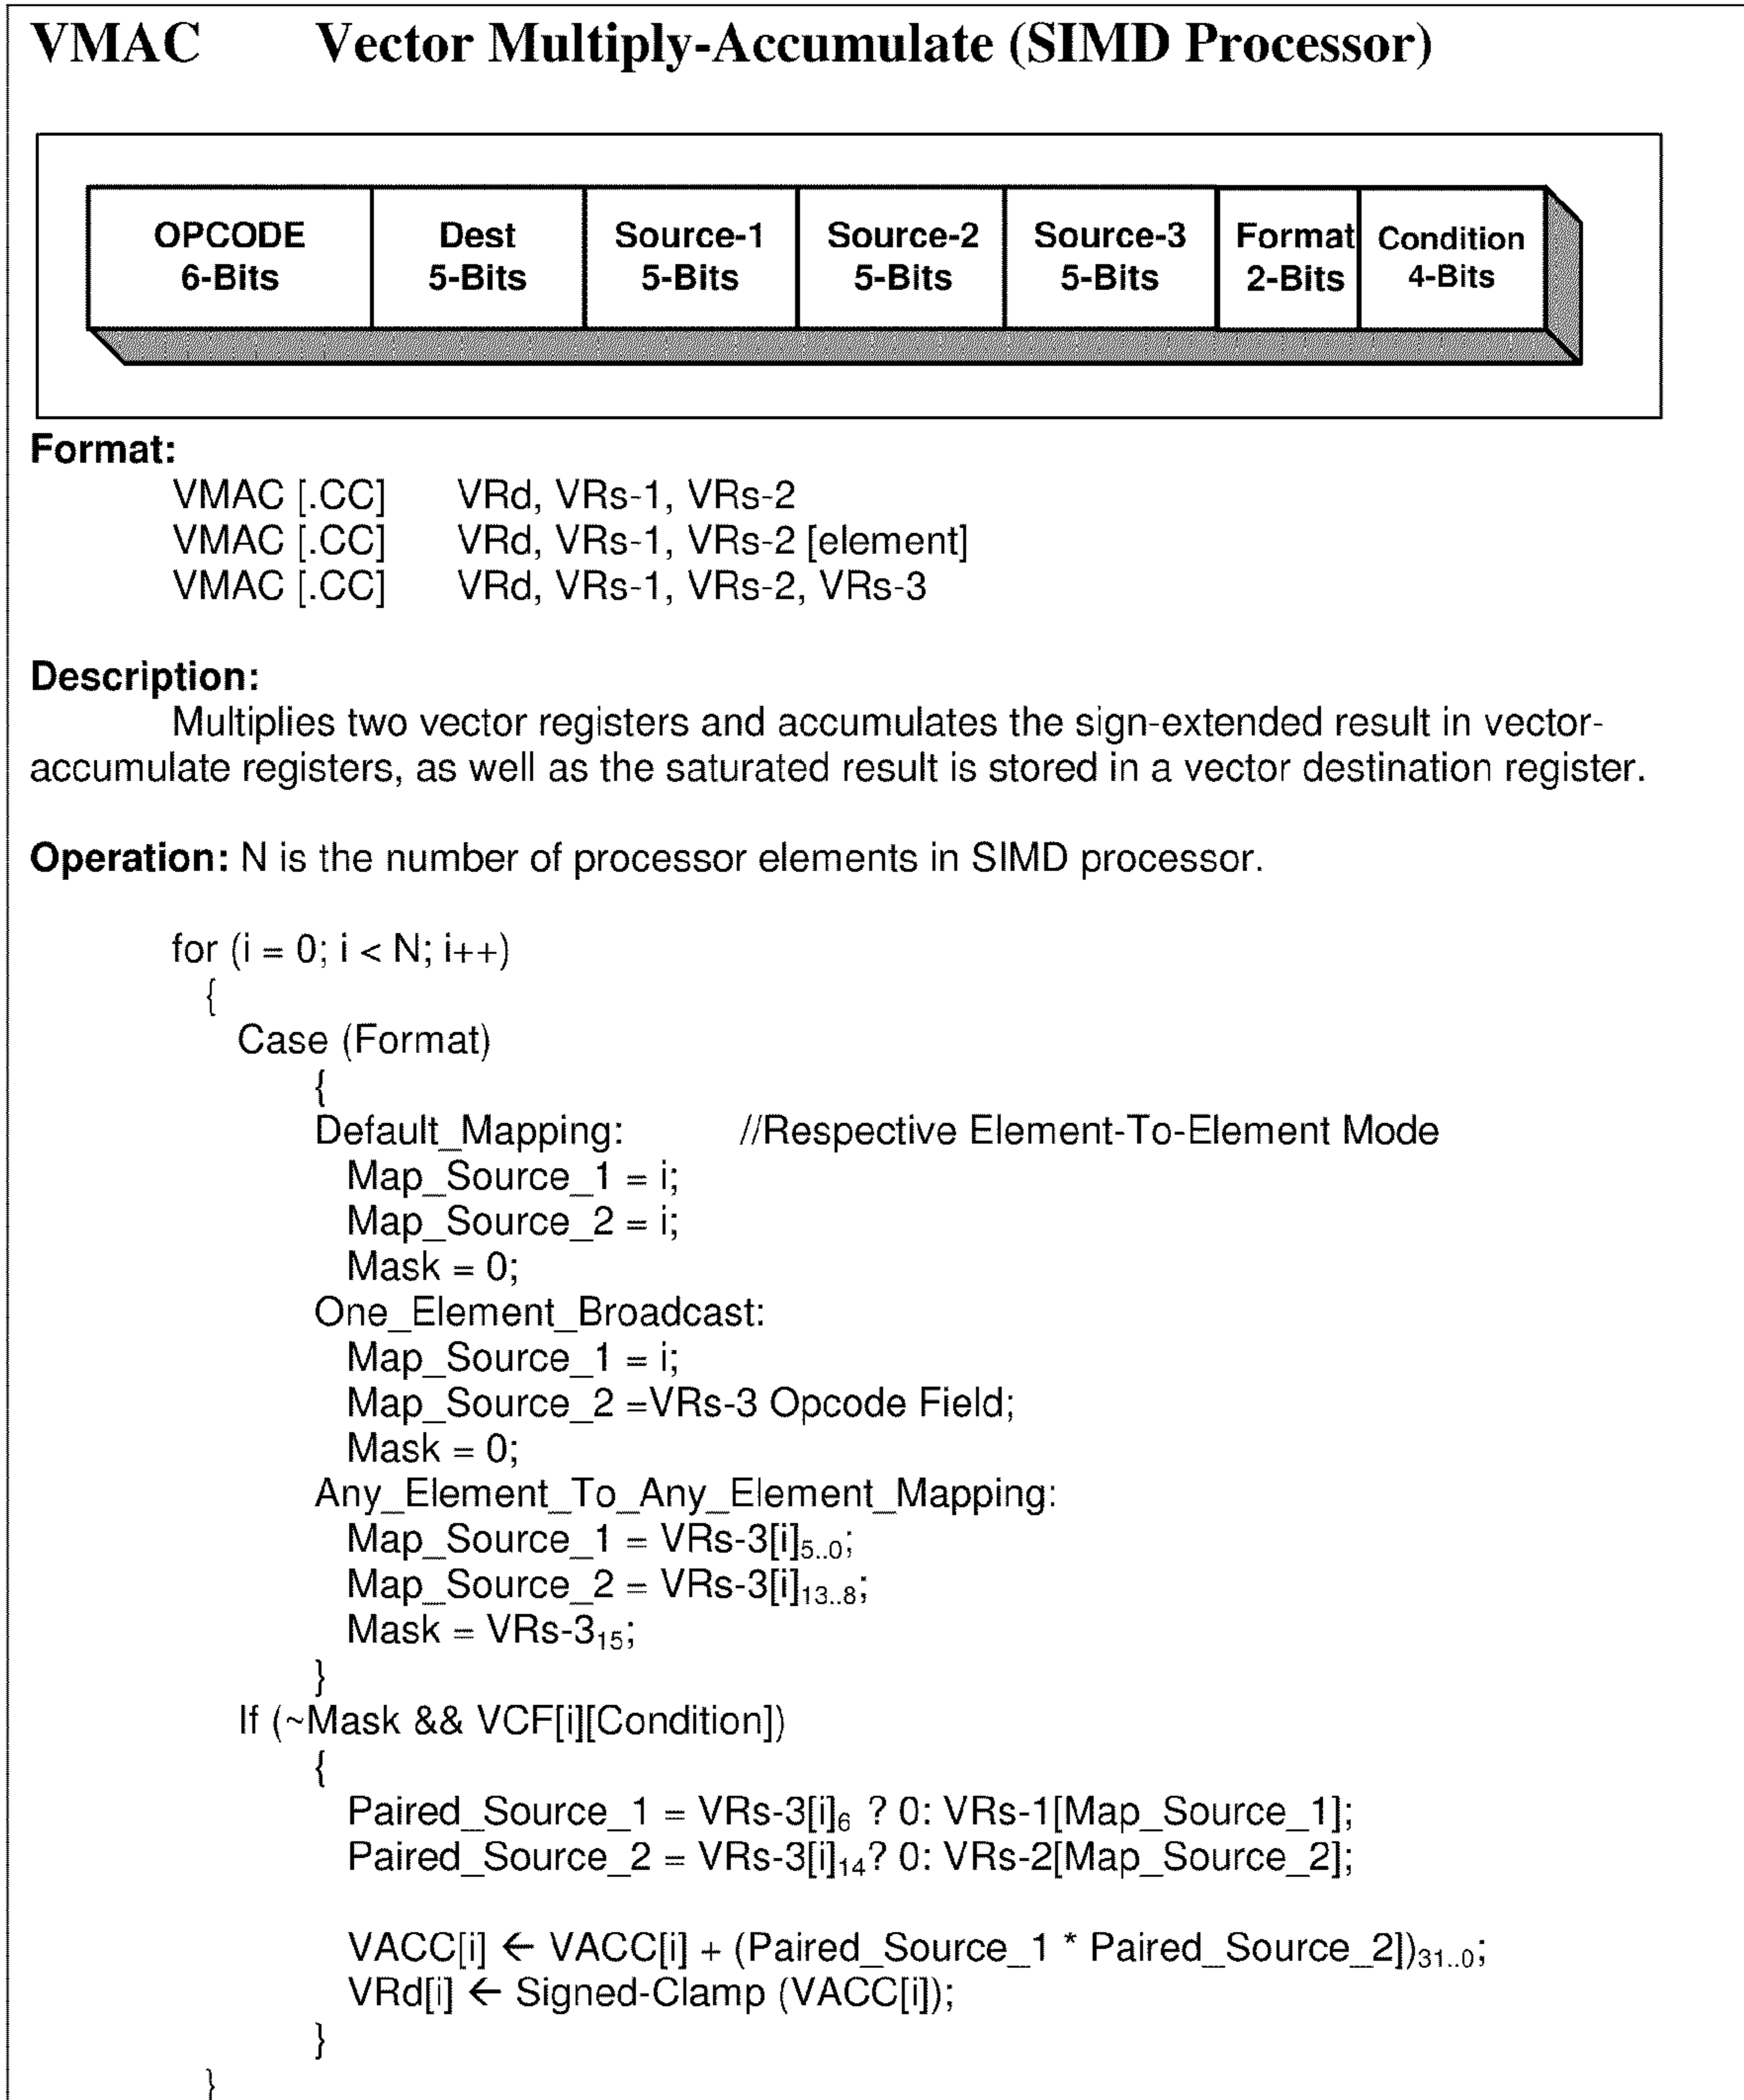 VMAC Vector Multiply-Accumulate (SIMD Processor)
OPCODE Dest Source-1 Source-2 Source-3 Format Condition
6-Bits 5-Bits 5-Bits 5-Bits 5-Bits 2-Bits 4-Bits
Format:
VMAC [.CC] VRd, VRs-1, VRs-2
VMAC [.CC] VRd, VRs-1, VRs-2 [element]
VMAC [.CC] VRd, VRs-1, VRs-2, VRs-3
Description:
Multiplies two vector registers and accumulates the sign-extended result in vector-
accumulate registers, as well as the saturated result is stored in a vector destination register.
Operation: N is the number of processor elements in SIMD processor.
for (i = 0; i < N; i++)
{
Case (Format)
{
Default_Mapping: //Respective Element-To-Element Mode
Map_Source_1 = i;
Map_Source_2 = i;
Mask = 0;
One_Element_Broadcast:
Map_Source_1 = i;
Map_Source_2 =VRs-3 Opcode Field;
Mask = 0;
Any_Element_To_Any_Element_Mapping:
Map_Source_1 = VRs-3[i]5..0;
Map_Source_2 = VRs-3[i]13..8;
Mask = VRs-315;
}
If (~Mask && VCF[i][Condition])
{
Paired_Source_1 = VRs-3[i]6 ? 0: VRs-1[Map_Source_1];
Paired_Source_2 = VRs-3[i]14? 0: VRs-2[Map_Source_2];
VACC[i] ← VACC[i] + (Paired_Source_1 * Paired_Source_2])31..0;
VRd[i] ← Signed-Clamp (VACC[i]);
}
}